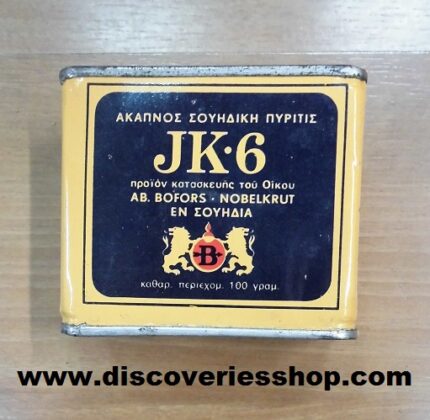 ΑΚΑΠΝΟΣ ΣΟΥΗΔΙΚΗ ΠΥΡΙΤΙΣ
JK·6
προϊόν κατασκευῆς τοῦ Οἴκου
AB. BOFORS · NOBELKRUT
ΕΝ ΣΟΥΗΔΙΑ
B
καθαρ. περιεχομ. 100 γραμ.
www.discoveriesshop.com